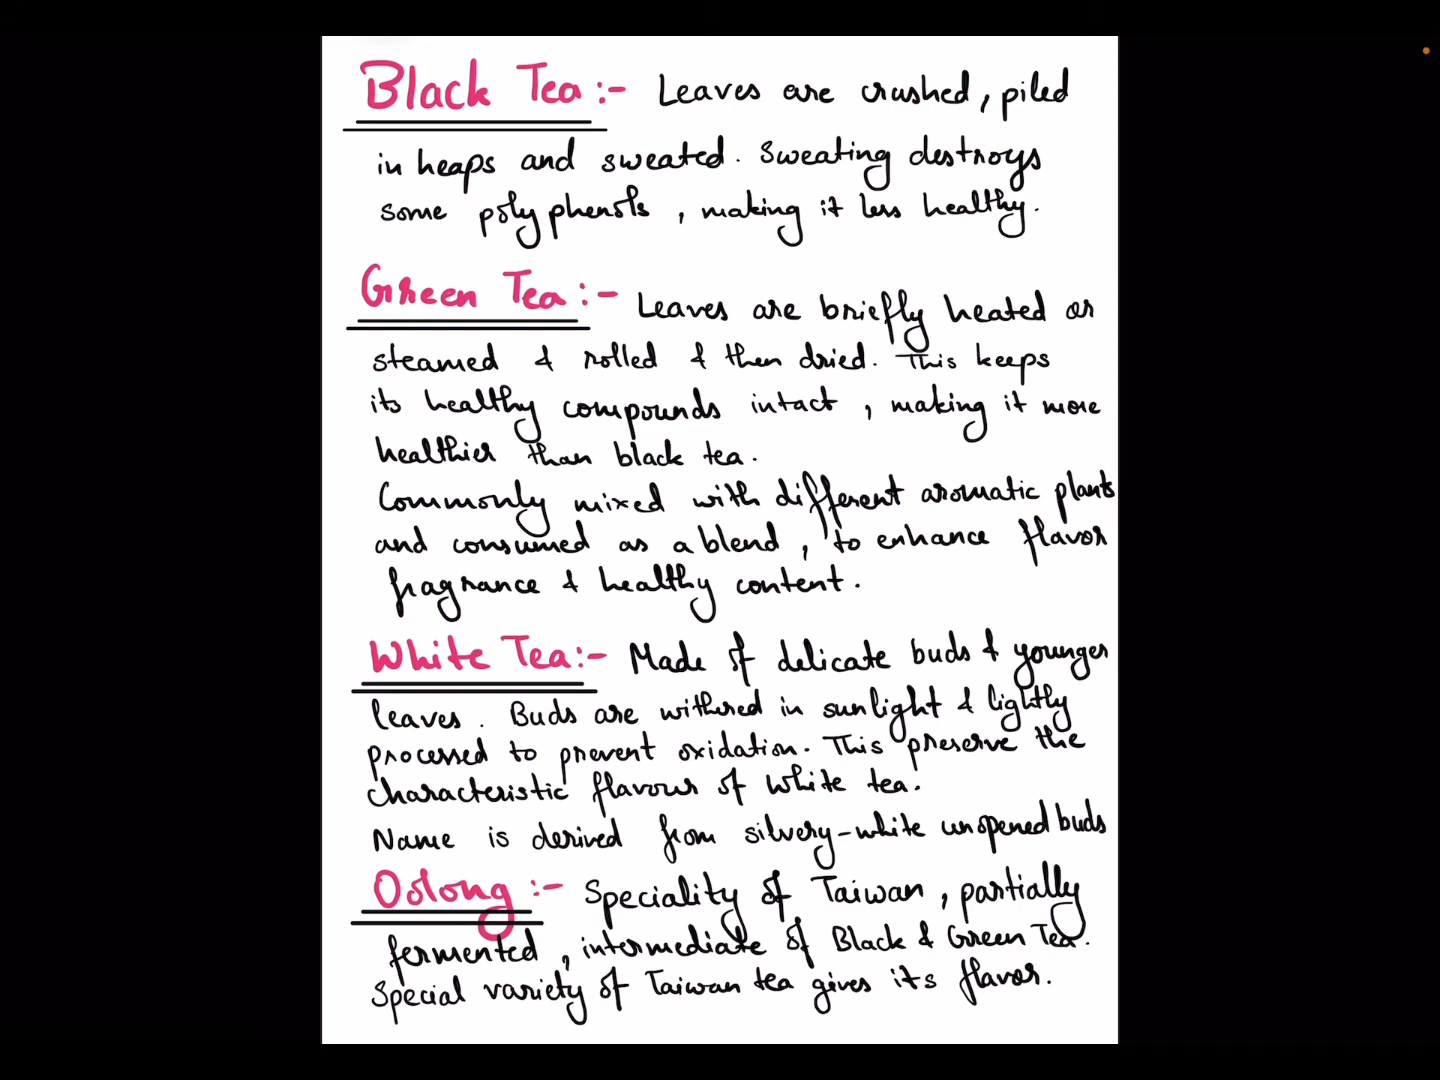 Black Tea :- Leaves are crushed, piled
in heaps and sweated. Sweating destroys
some polyphenols, making it less healthy.
Green Tea :- Leaves are briefly heated or
steamed & rolled & then dried. This keeps
its healthy compounds intact, making it more
healthier than black tea.
Commonly mixed with different aromatic plants
and consumed as a blend, to enhance flavor
fragrance & healthy content.
White Tea :- Made of delicate buds & younger
leaves. Buds are withered in sunlight & lightly
processed to prevent oxidation. This preserve the
characteristic flavour of white tea.
Name is derived from silvery-white unopened buds
Oolong :- Speciality of Taiwan, partially
fermented, intermediate of Black & Green Tea.
Special variety of Taiwan tea gives its flavor.